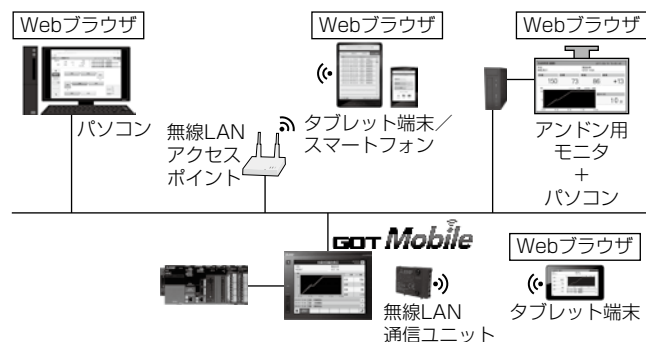 Webブラウザ
Webブラウザ
Webブラウザ
パソコン
無線LAN
アクセス
ポイント
タブレット端末／
スマートフォン
150 73 86 +13
アンドン用
モニタ
＋
パソコン
GOT Mobile
Webブラウザ
無線LAN
通信ユニット
タブレット端末